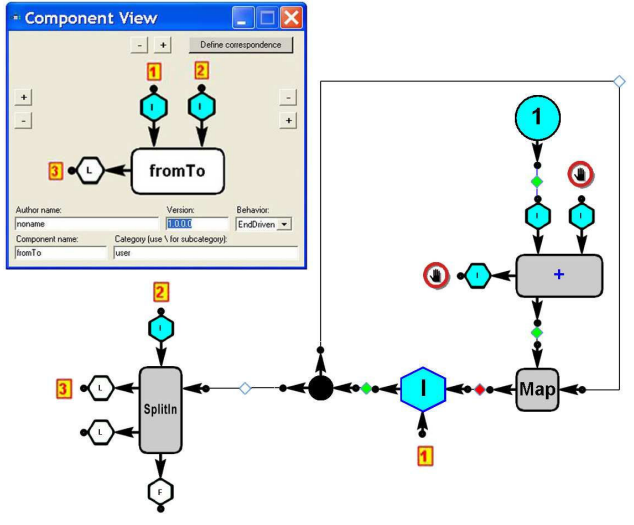 Component View
- + Define correspondence
1 2
+ -
- +
I I
3 L fromTo
Author name: Version: Behavior:
noname 1.0.0.0 EndDriven
Component name: Category (use \ for subcategory):
fromTo user
1
I I
I +
2
I
3 L SplitIn
L
F
I Map
1